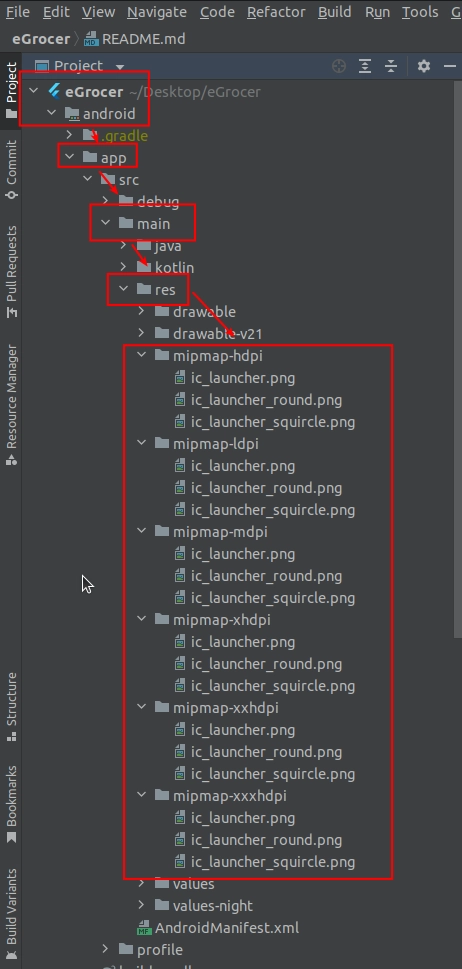 File Edit View Navigate Code Refactor Build Run Tools G
eGrocer README.md
Project
Project
eGrocer ~/Desktop/eGrocer
android
.gradle
app
src
debug
main
java
kotlin
res
drawable
drawable-v21
mipmap-hdpi
ic_launcher.png
ic_launcher_round.png
ic_launcher_squircle.png
mipmap-ldpi
ic_launcher.png
ic_launcher_round.png
ic_launcher_squircle.png
mipmap-mdpi
ic_launcher.png
ic_launcher_round.png
ic_launcher_squircle.png
mipmap-xhdpi
ic_launcher.png
ic_launcher_round.png
ic_launcher_squircle.png
mipmap-xxhdpi
ic_launcher.png
ic_launcher_round.png
ic_launcher_squircle.png
mipmap-xxxhdpi
ic_launcher.png
ic_launcher_round.png
ic_launcher_squircle.png
values
values-night
AndroidManifest.xml
profile
Commit
Pull Requests
Resource Manager
Structure
Bookmarks
Build Variants